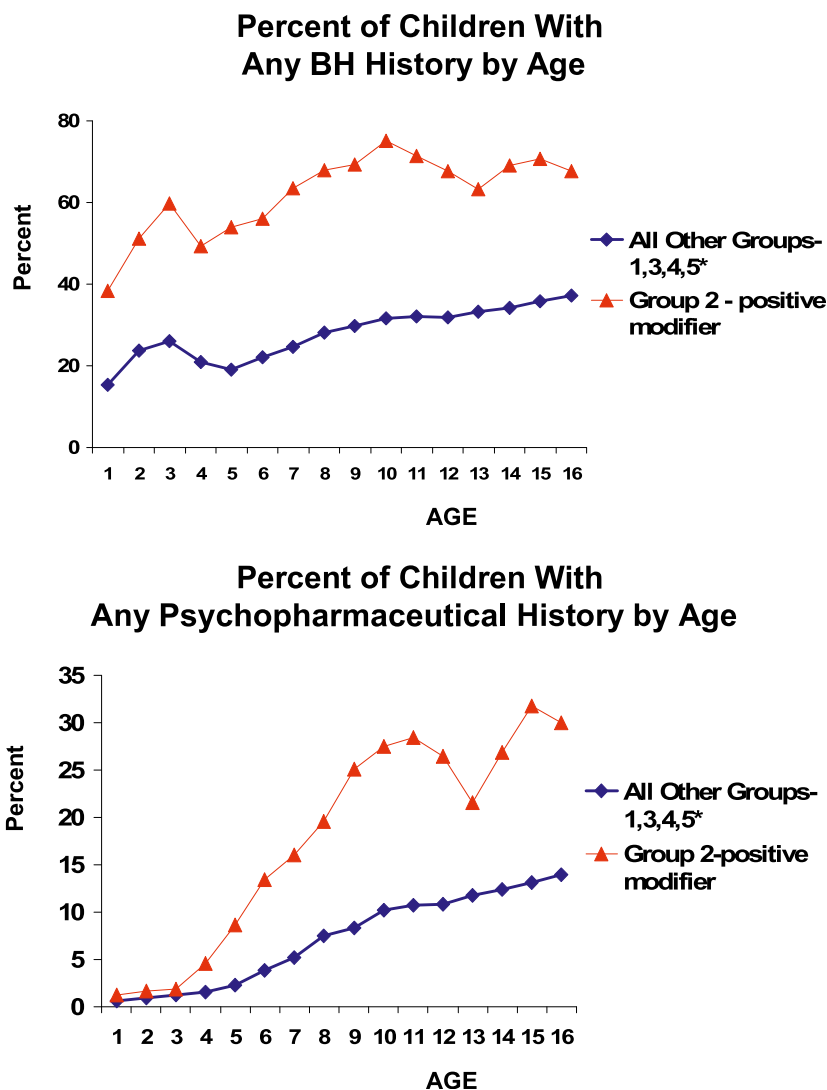 Percent of Children With
Any BH History by Age
80
60
40
20
0
Percent
1 2 3 4 5 6 7 8 9 10 11 12 13 14 15 16
AGE
All Other Groups-
1,3,4,5*
Group 2 - positive
modifier
Percent of Children With
Any Psychopharmaceutical History by Age
35
30
25
20
15
10
5
0
Percent
1 2 3 4 5 6 7 8 9 10 11 12 13 14 15 16
AGE
All Other Groups-
1,3,4,5*
Group 2-positive
modifier